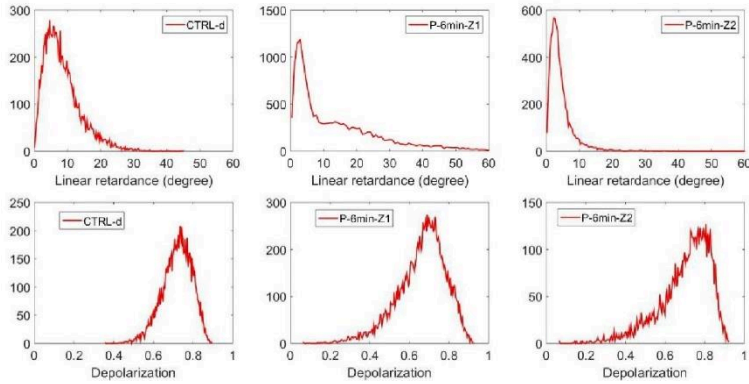 300
200
100
0
CTRL-d
0 10 20 30 40 50 60
Linear retardance (degree)
1500
1000
500
0
P-6min-Z1
0 10 20 30 40 50 60
Linear retardance (degree)
600
400
200
0
P-6min-Z2
0 10 20 30 40 50 60
Linear retardance (degree)
250
200
150
100
50
0
CTRL-d
0 0.2 0.4 0.6 0.8 1
Depolarization
300
200
100
0
P-6min-Z1
0 0.2 0.4 0.6 0.8 1
Depolarization
150
100
50
0
P-6min-Z2
0 0.2 0.4 0.6 0.8 1
Depolarization